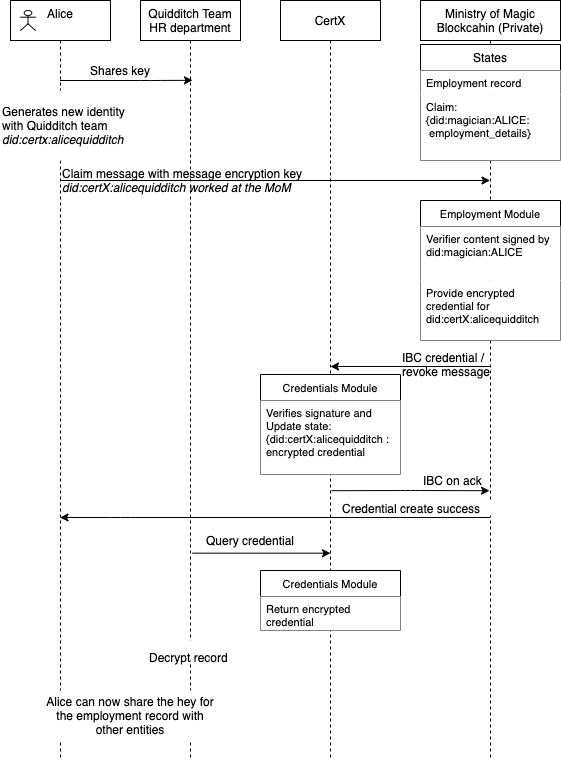 Alice
Quidditch Team
HR department
CertX
Ministry of Magic
Blockcahin (Private)
States
Employment record
Claim:
{did:magician:ALICE:
employment_details}
Shares key
Generates new identity
with Quidditch team
did:certx:alicequidditch
Claim message with message encryption key
did:certX:alicequidditch worked at the MoM
Employment Module
Verifier content signed by
did:magician:ALICE
Provide encrypted
credential for
did:certX:alicequidditch
IBC credential /
revoke message
Credentials Module
Verifies signature and
Update state:
{did:certX:alicequidditch :
encrypted credential
IBC on ack
Credential create success
Query credential
Credentials Module
Return encrypted
credential
Decrypt record
Alice can now share the hey for
the employment record with
other entities